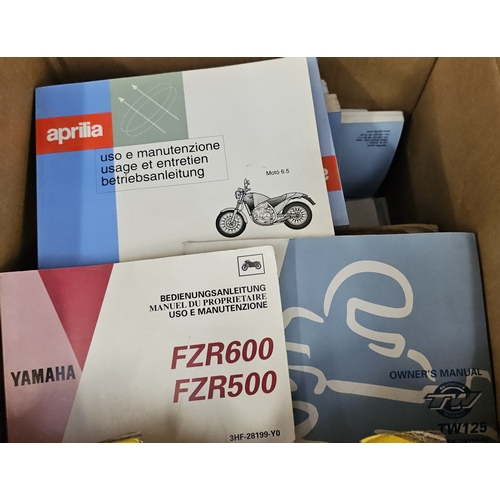 aprilia
uso e manutenzione
usage et entretien
betriebsanleitung
Motò 6.5
YAMAHA
BEDIENUNGSANLEITUNG
MANUEL DU PROPRIETAIRE
USO E MANUTENZIONE
FZR600
FZR500
3HF-28199-Y0
OWNER'S MANUAL
TW
TW125